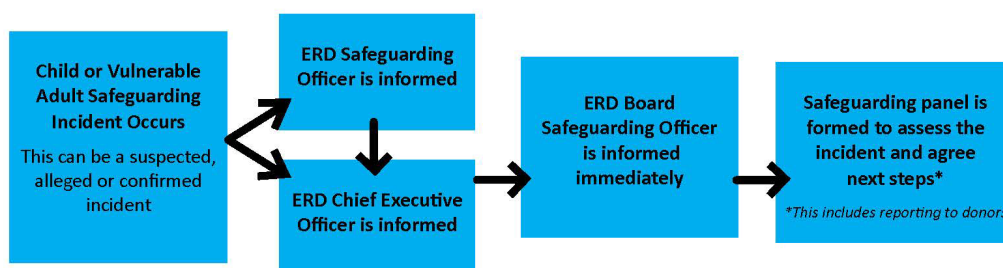 Child or Vulnerable
Adult Safeguarding
Incident Occurs
This can be a suspected,
alleged or confirmed
incident
ERD Safeguarding
Officer is informed
ERD Chief Executive
Officer is informed
ERD Board
Safeguarding Officer
is informed
immediately
Safeguarding panel is
formed to assess the
incident and agree
next steps*
*This includes reporting to donors